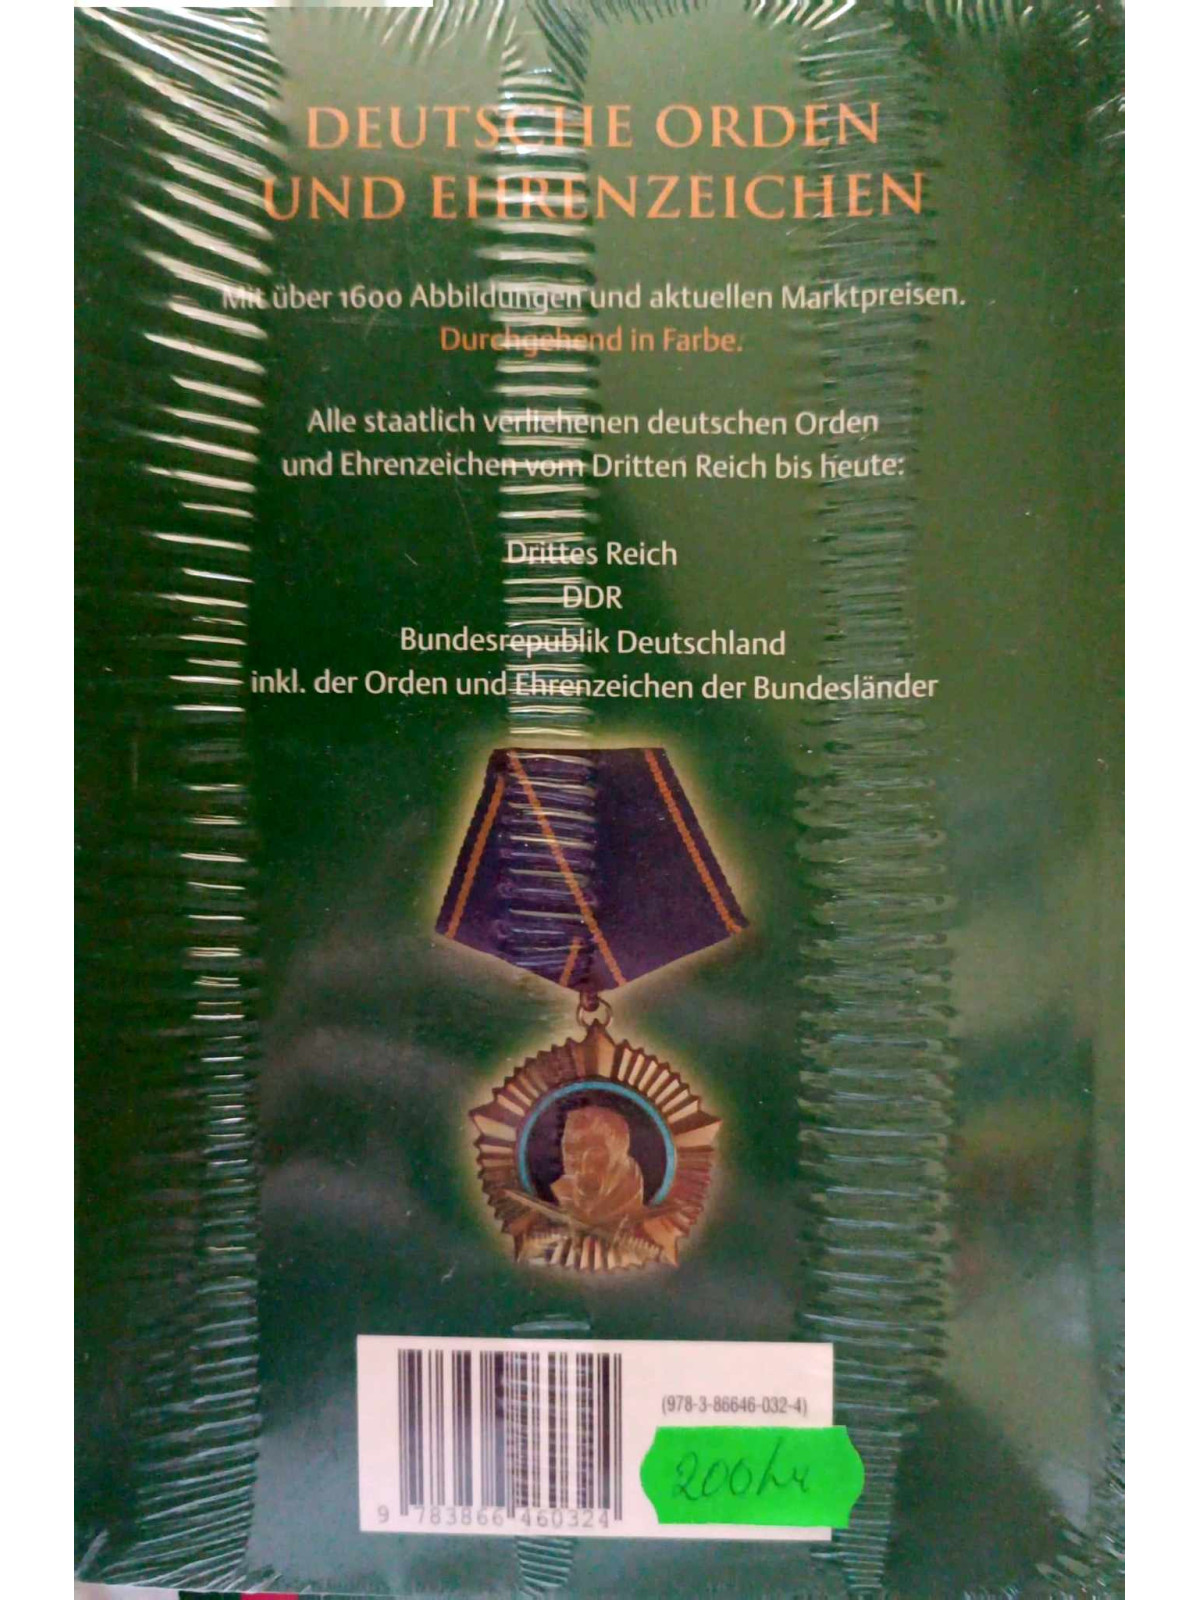 DEUTSCHE ORDEN
UND EHRENZEICHEN
Mit über 1600 Abbildungen und aktuellen Marktpreisen.
Durchgehend in Farbe.
Alle staatlich verliehenen deutschen Orden
und Ehrenzeichen vom Dritten Reich bis heute:
Drittes Reich
DDR
Bundesrepublik Deutschland
inkl. der Orden und Ehrenzeichen der Bundesländer
(978-3-86646-032-4)
200
9 783866 460324